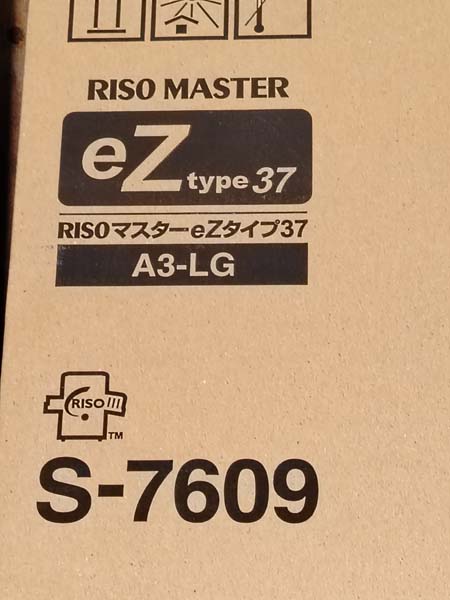 RISO MASTER
eZ type 37
RISOマスターeZタイプ37
A3-LG
RISO
TM
S-7609